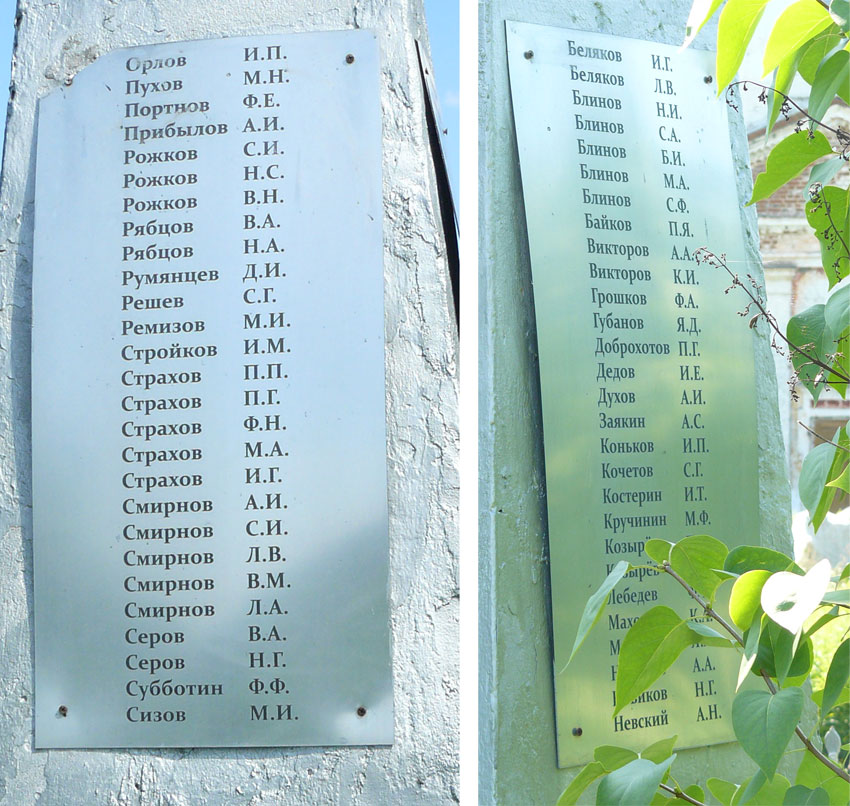 Орлов И.П.
Пухов М.Н.
Портнов Ф.Е.
Прибылов А.И.
Рожков С.И.
Рожков Н.С.
Рожков В.Н.
Рябцов В.А.
Рябцов Н.А.
Румянцев Д.И.
Решев С.Г.
Ремизов М.И.
Стройков И.М.
Страхов П.П.
Страхов П.Г.
Страхов Ф.Н.
Страхов М.А.
Страхов И.Г.
Смирнов А.И.
Смирнов С.И.
Смирнов Л.В.
Смирнов В.М.
Смирнов Л.А.
Серов В.А.
Серов Н.Г.
Субботин Ф.Ф.
Сизов М.И.
Беляков И.Г.
Беляков Л.В.
Блинов Н.И.
Блинов С.А.
Блинов Б.И.
Блинов М.А.
Блинов С.Ф.
Байков П.Я.
Викторов А.А.
Викторов К.И.
Грошков Ф.А.
Губанов Я.Д.
Доброхотов П.Г.
Дедов И.Е.
Духов А.И.
Заякин А.С.
Коньков И.П.
Кочетов С.Г.
Костерин И.Т.
Кручинин М.Ф.
Лебедев
А.А.
Н.Г.
Невский А.Н.